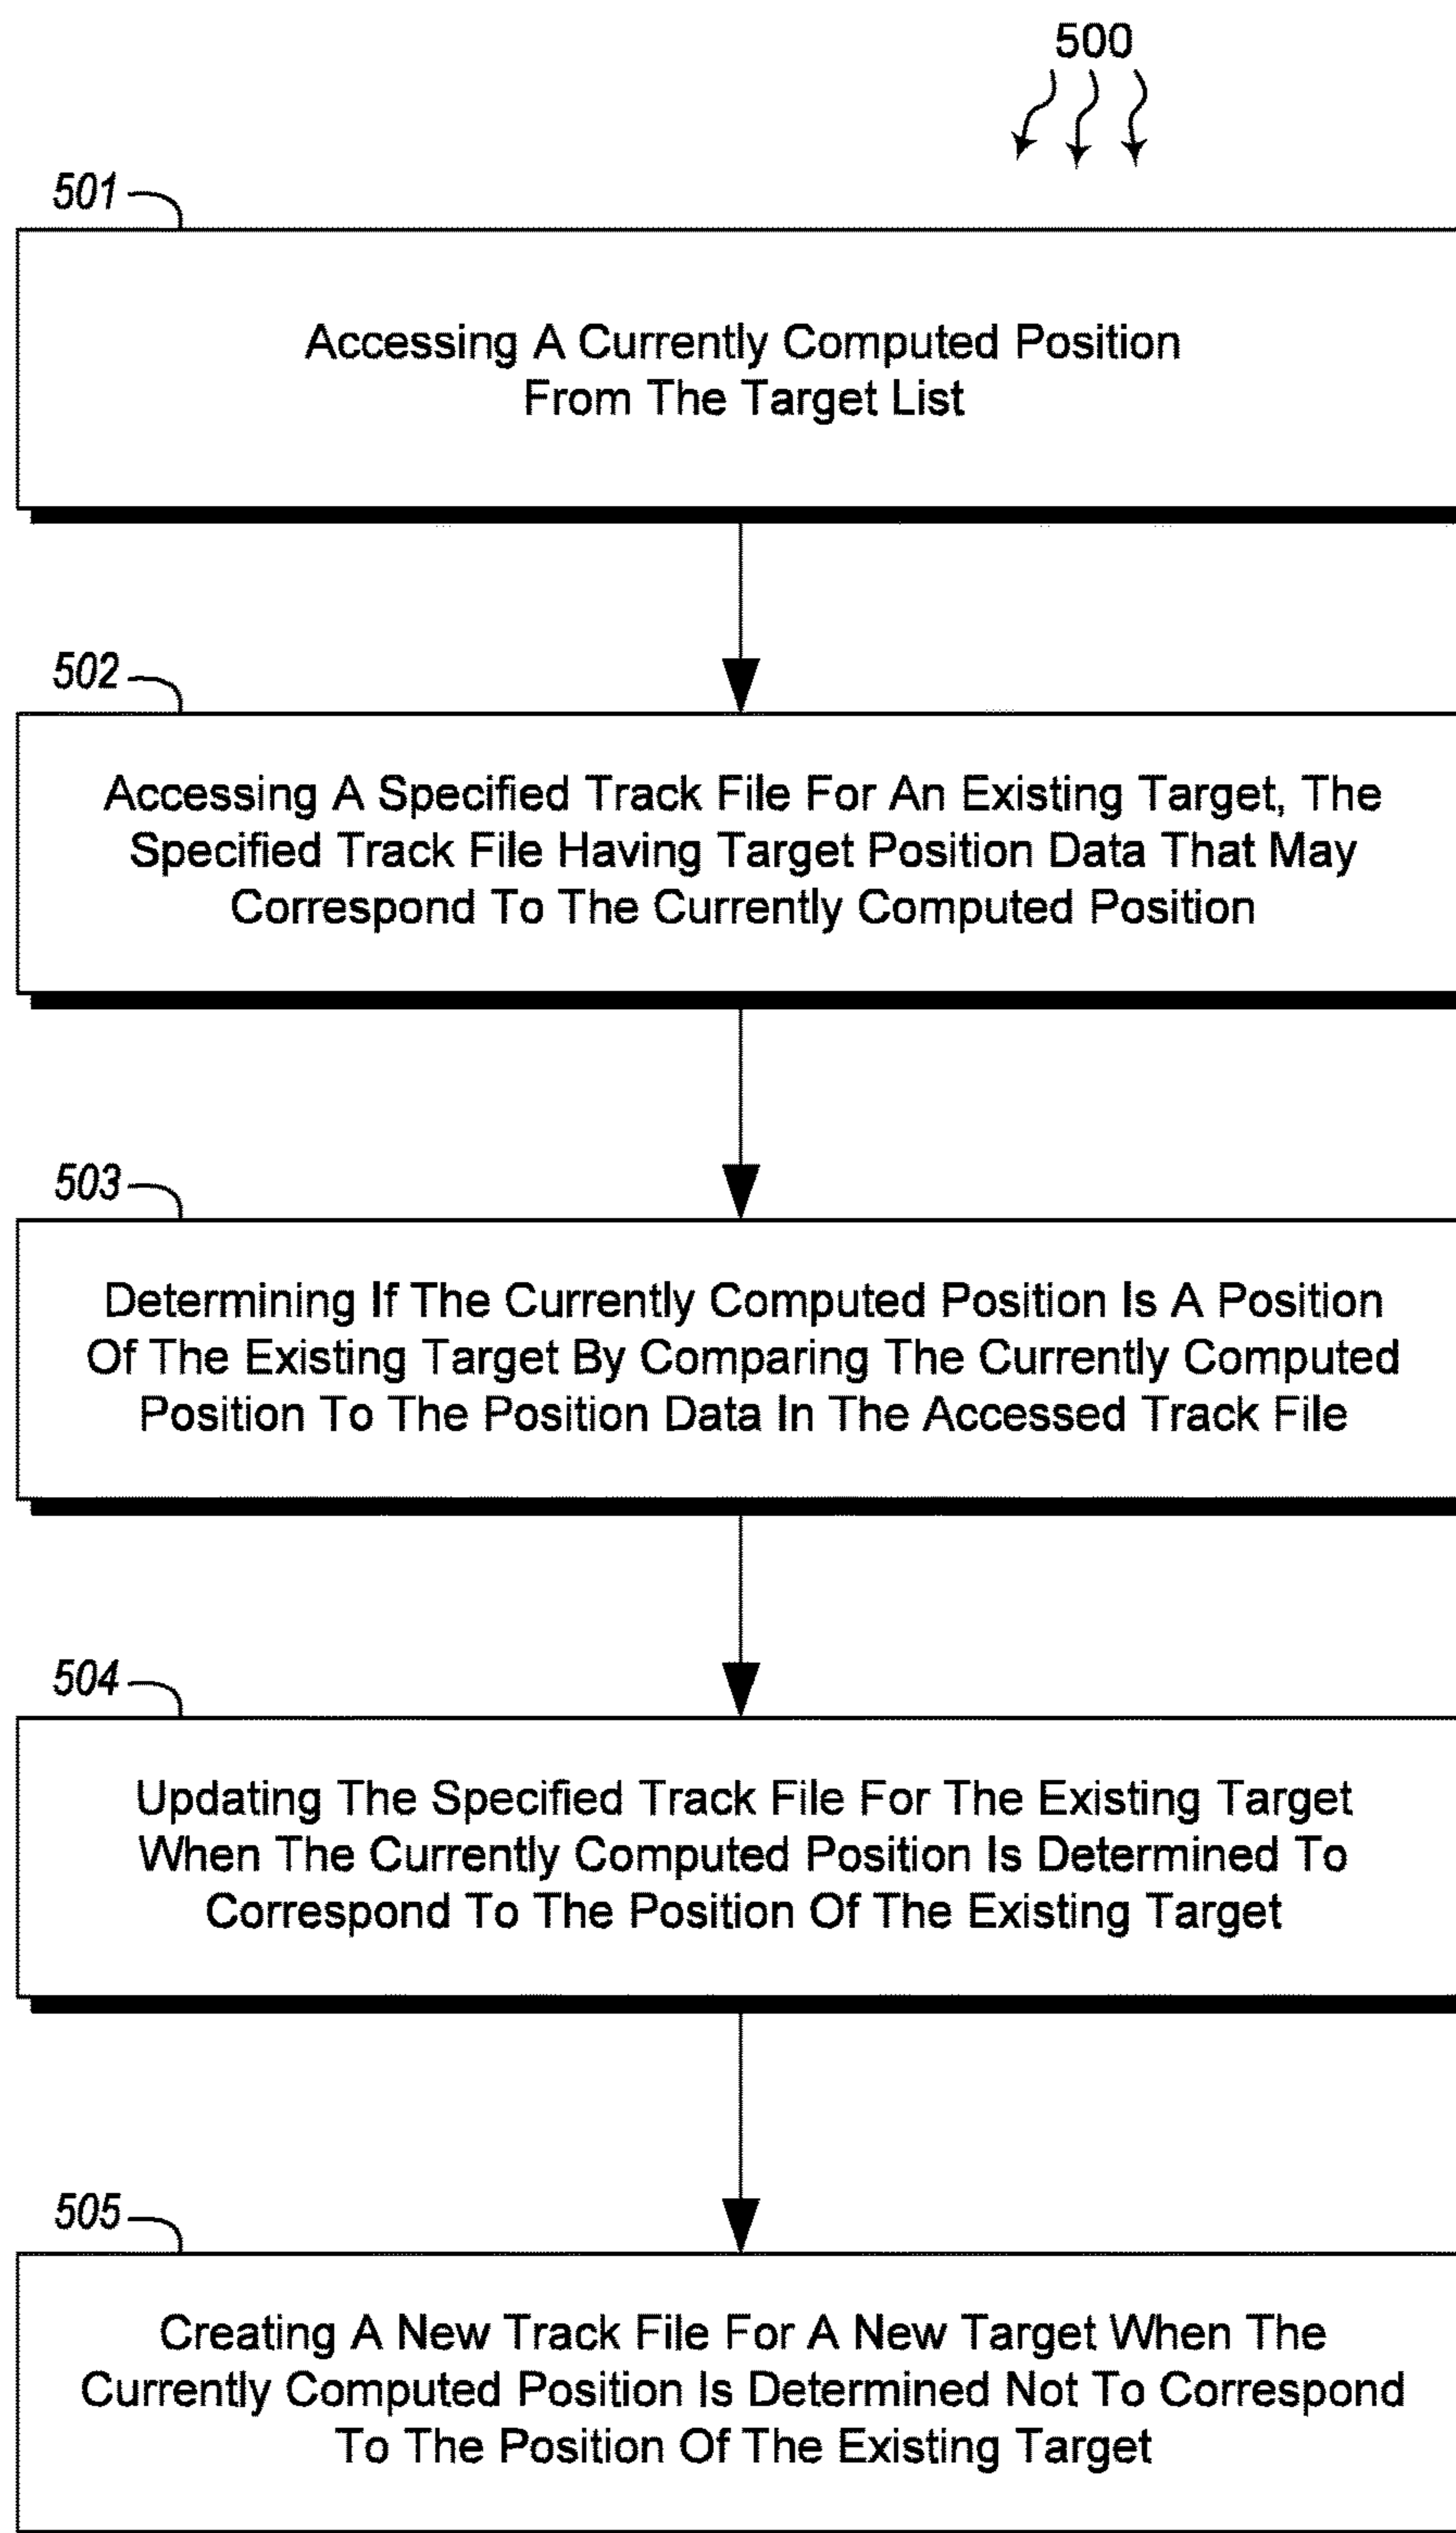 500
501
Accessing A Currently Computed Position
From The Target List
502
Accessing A Specified Track File For An Existing Target, The
Specified Track File Having Target Position Data That May
Correspond To The Currently Computed Position
503
Determining If The Currently Computed Position Is A Position
Of The Existing Target By Comparing The Currently Computed
Position To The Position Data In The Accessed Track File
504
Updating The Specified Track File For The Existing Target
When The Currently Computed Position Is Determined To
Correspond To The Position Of The Existing Target
505
Creating A New Track File For A New Target When The
Currently Computed Position Is Determined Not To Correspond
To The Position Of The Existing Target